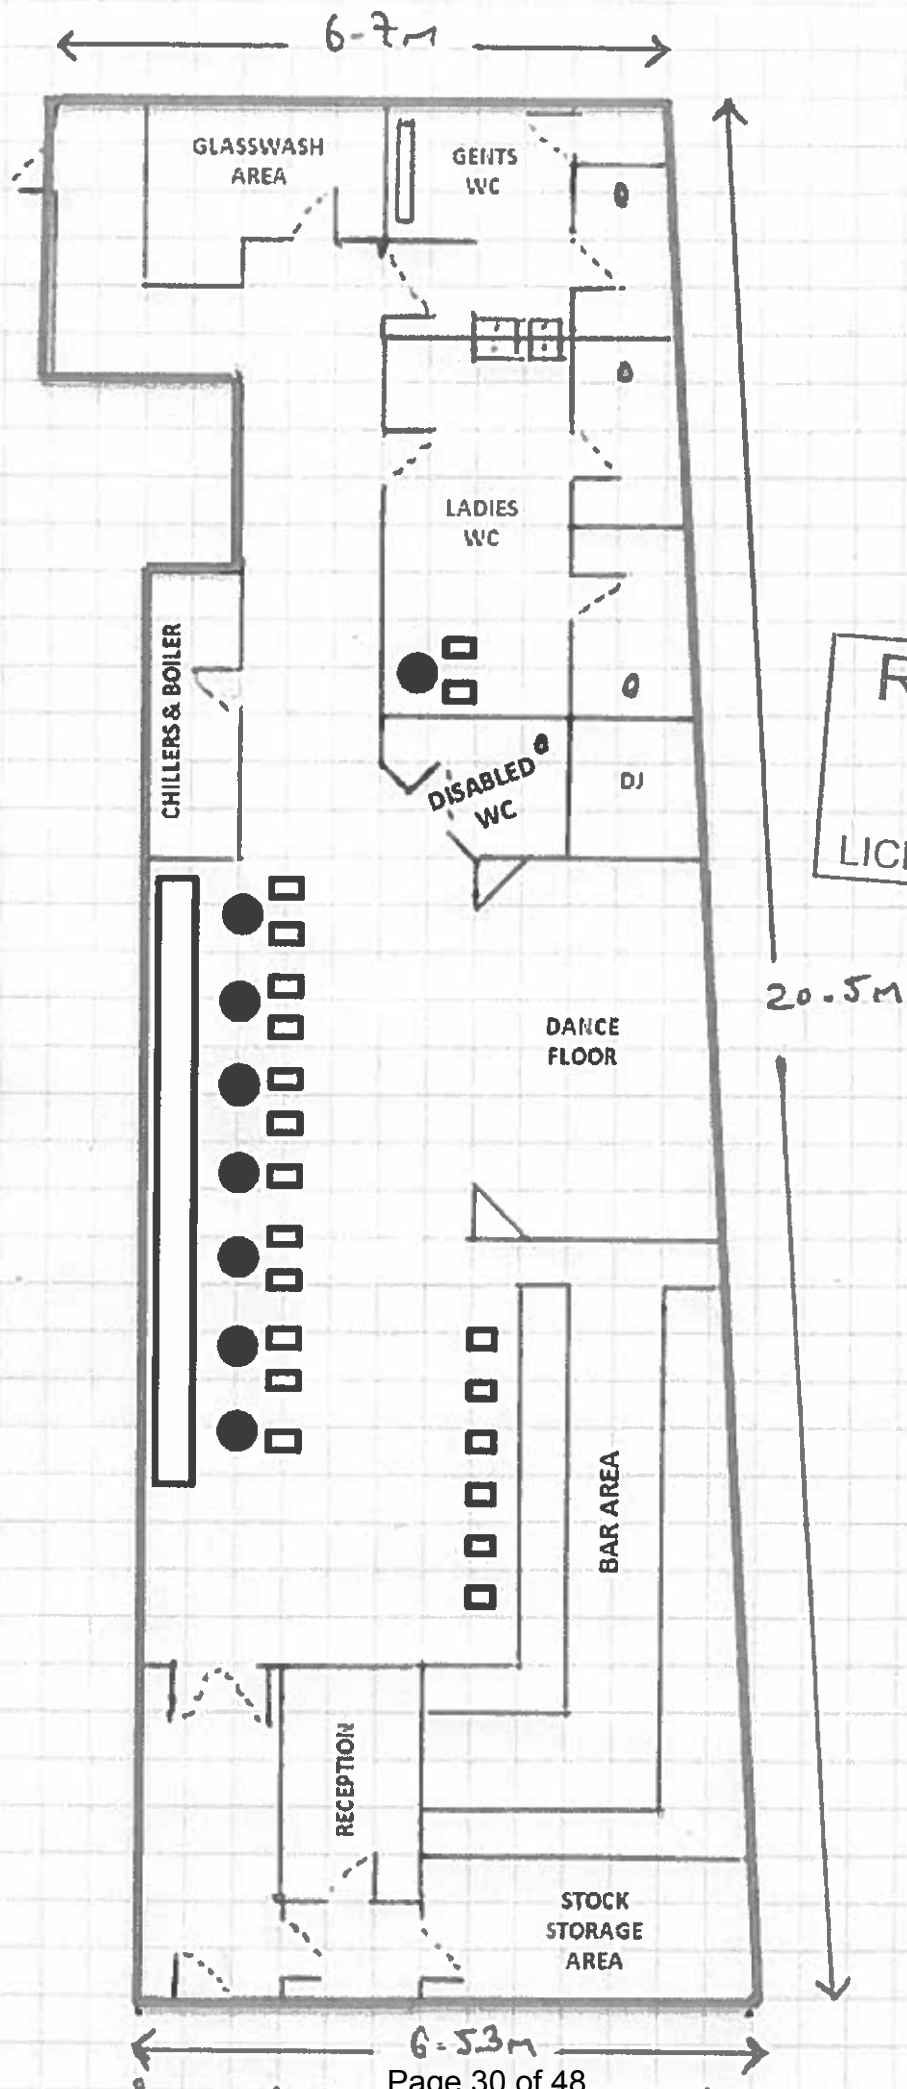 6-7m
GLASSWASH
AREA
GENTS
WC
LADIES
WC
CHILLERS & BOILER
DISABLED
WC
DJ
R
LICE
20.5m
DANCE
FLOOR
BAR AREA
RECEPTION
STOCK
STORAGE
AREA
6.53m
Page 30 of 48